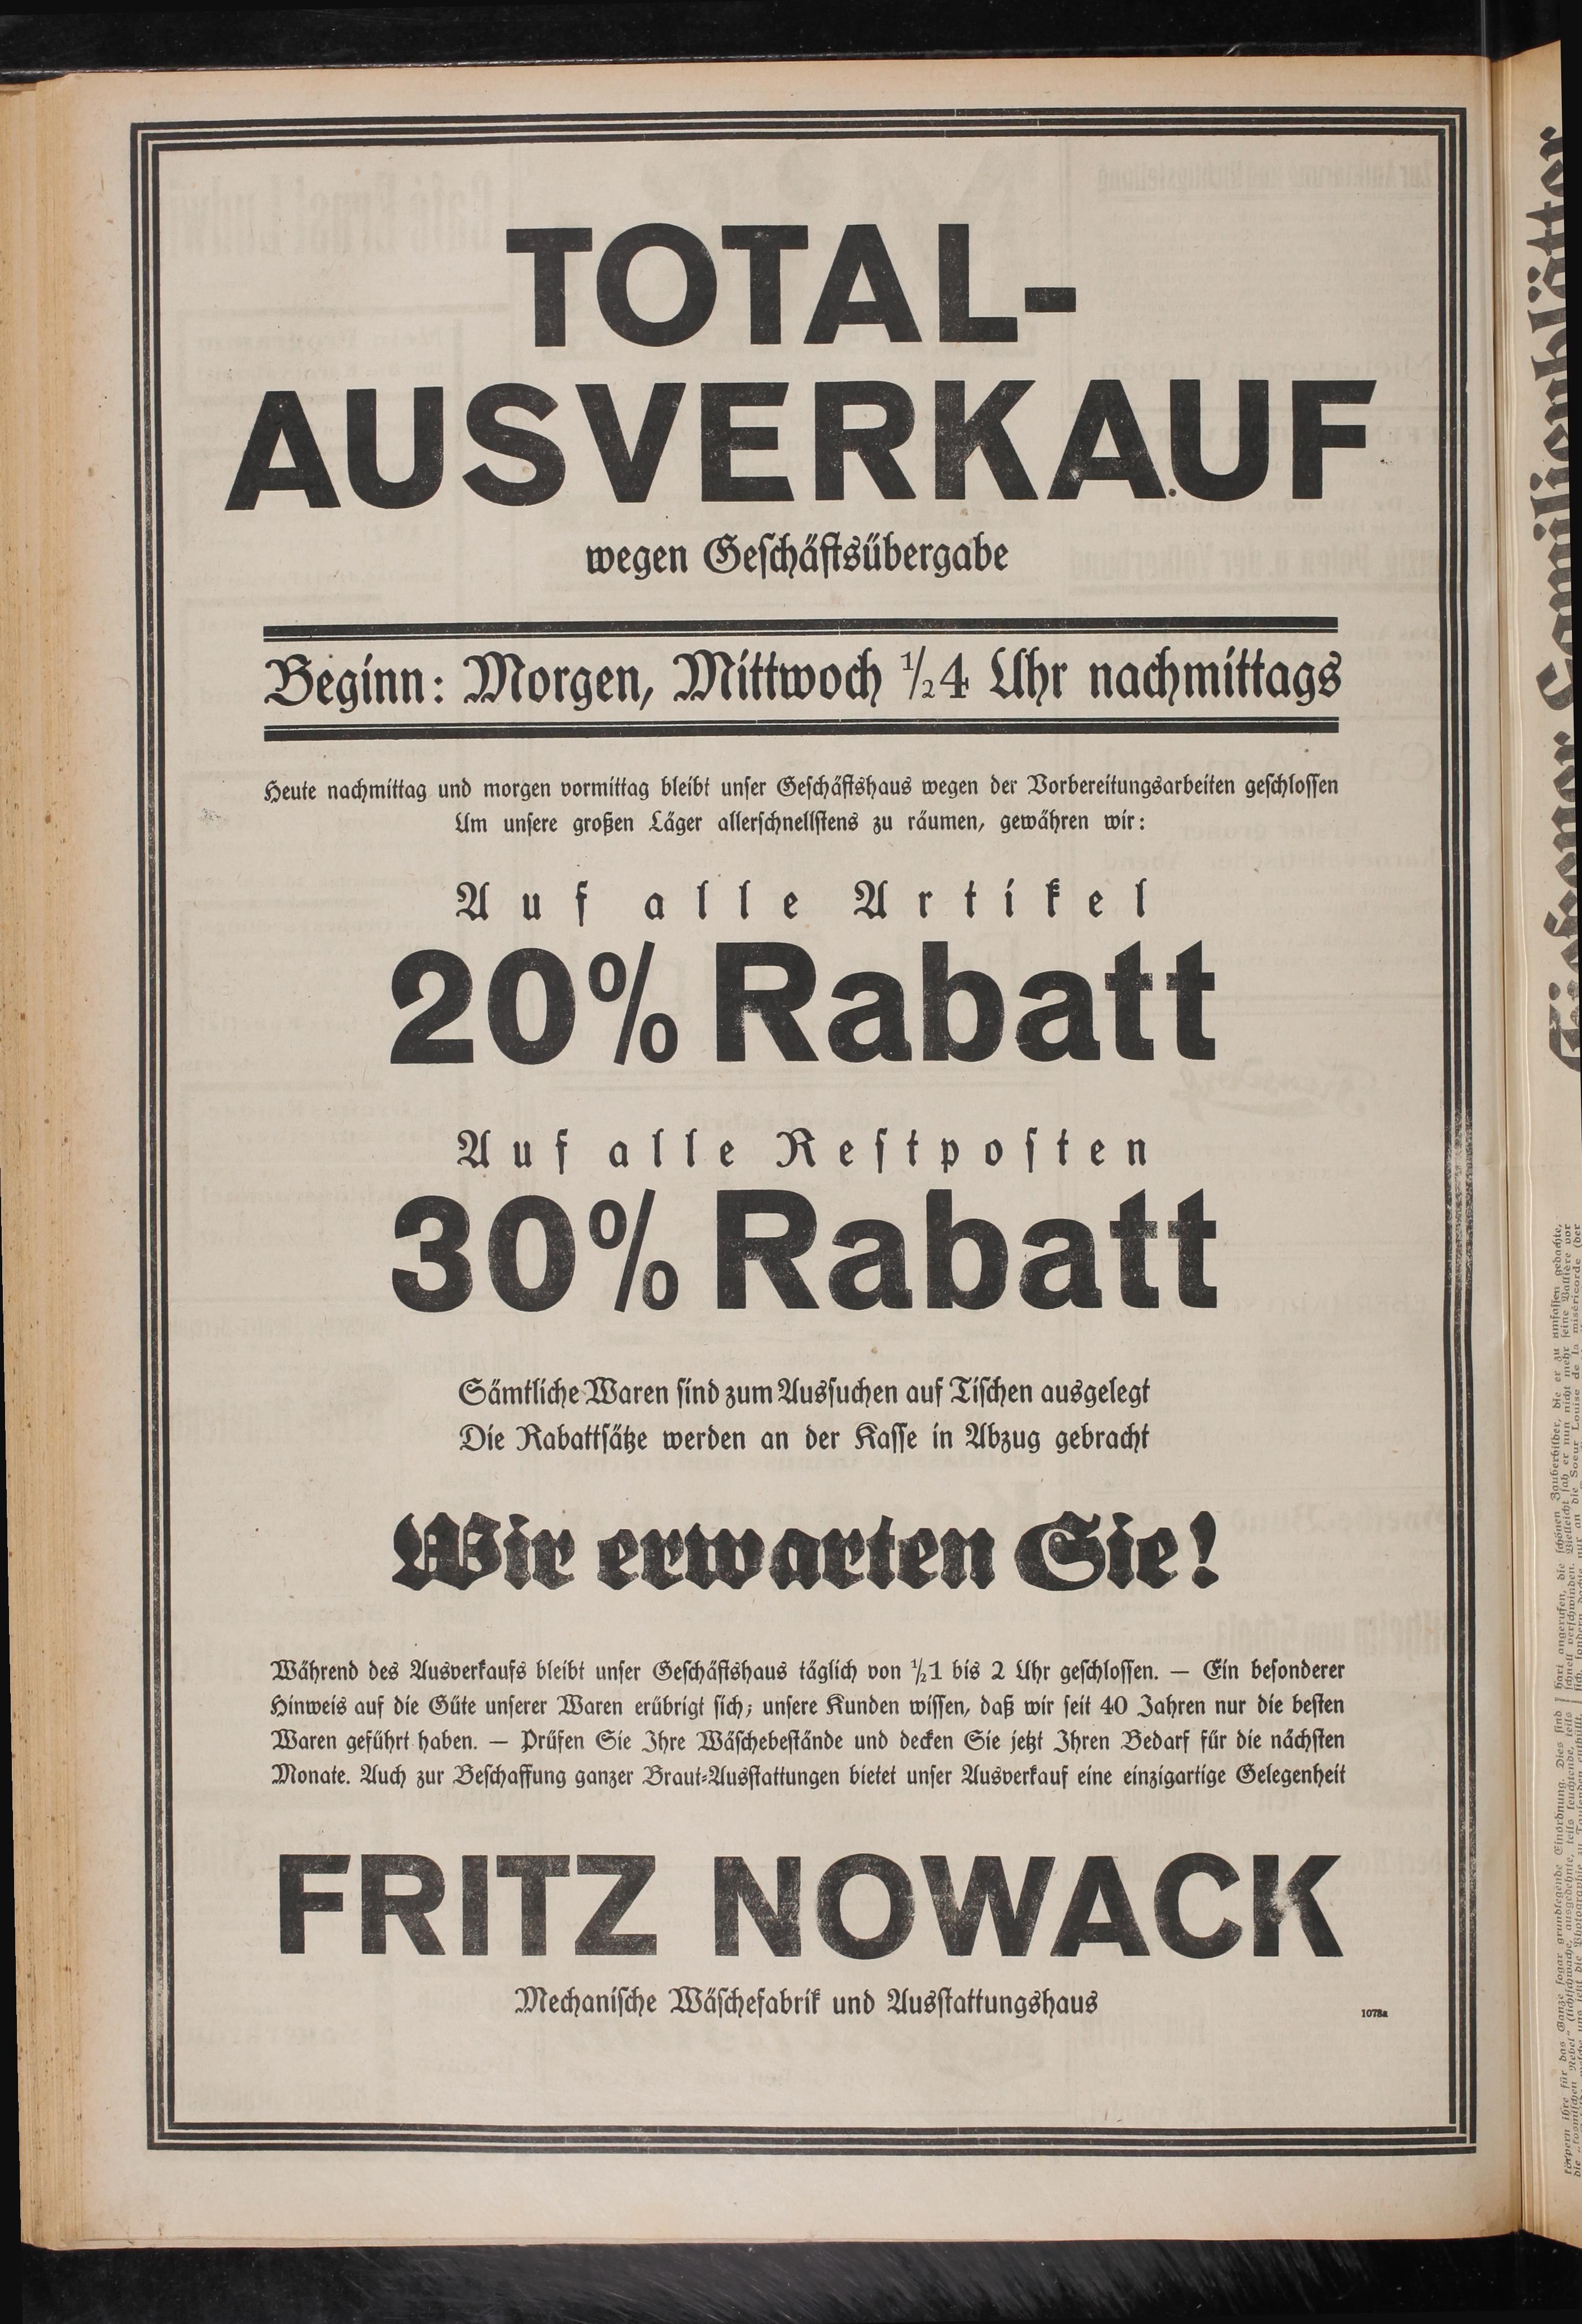 TOTAL-
AUSVERKAUF
wegen Geschäftsübergabe
Beginn: Morgen, Mittwoch ½4 Uhr nachmittags
Heute nachmittag und morgen vormittag bleibt unser Geschäftshaus wegen der Vorbereitungsarbeiten geschlossen
Um unsere großen Läger allerschnellstens zu räumen, gewähren wir:
Auf alle Artikel
20% Rabatt
Auf alle Restposten
30% Rabatt
Sämtliche Waren sind zum Aussuchen auf Tischen ausgelegt
Die Rabattsätze werden an der Kasse in Abzug gebracht
Wir erwarten Sie!
Während des Ausverkaufs bleibt unser Geschäftshaus täglich von ½1 bis 2 Uhr geschlossen. — Ein besonderer
Hinweis auf die Güte unserer Waren erübrigt sich; unsere Kunden wissen, daß wir seit 40 Jahren nur die besten
Waren geführt haben. — Prüfen Sie Ihre Wäschebestände und decken Sie jetzt Ihren Bedarf für die nächsten
Monate. Auch zur Beschaffung ganzer Braut-Ausstattungen bietet unser Ausverkauf eine einzigartige Gelegenheit
FRITZ NOWACK
Mechanische Wäschefabrik und Ausstattungshaus
1078a
Familienblätter